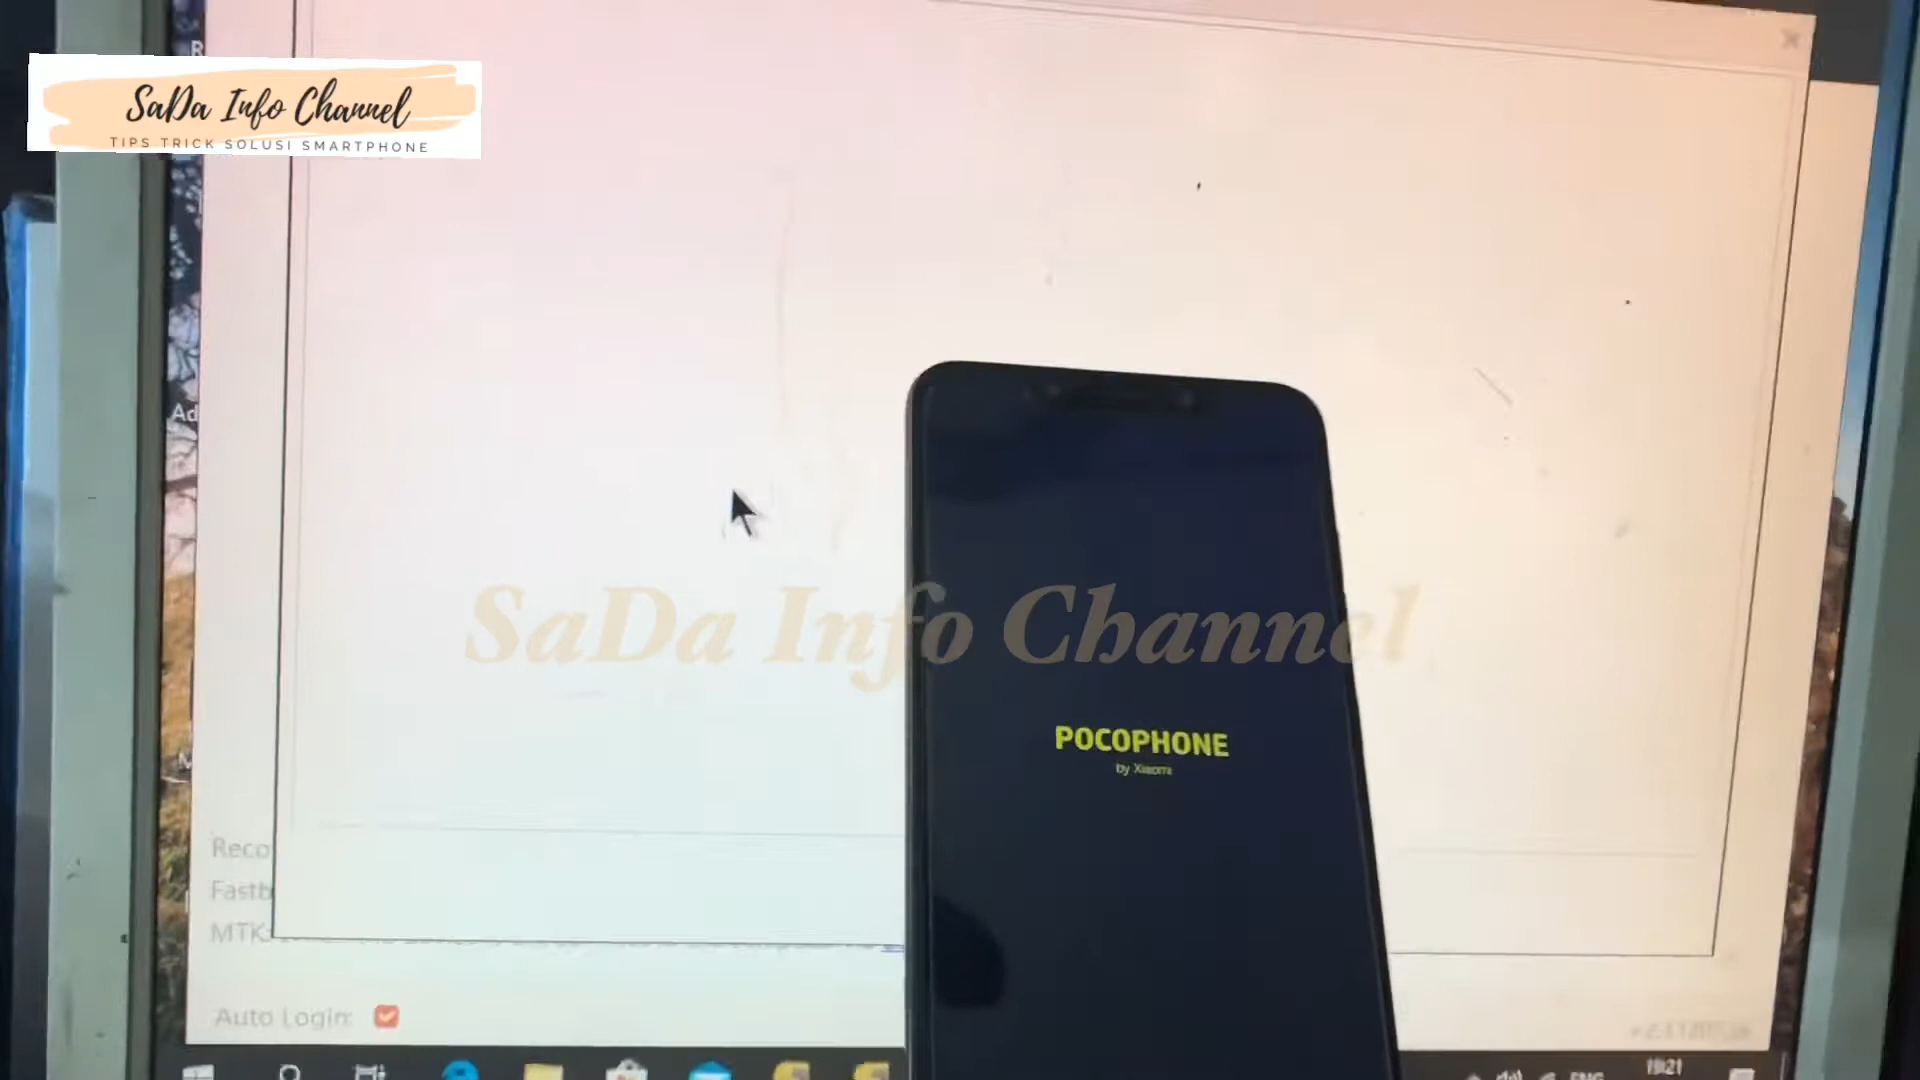 SaDa Info Channel
TIPS TRICK SOLUSI SMARTPHONE
Ad
SaDa Info Channel
POCOPHONE
by Xiaomi
Reco
Fastb
MTK:
Auto Login:
ENG
19:21